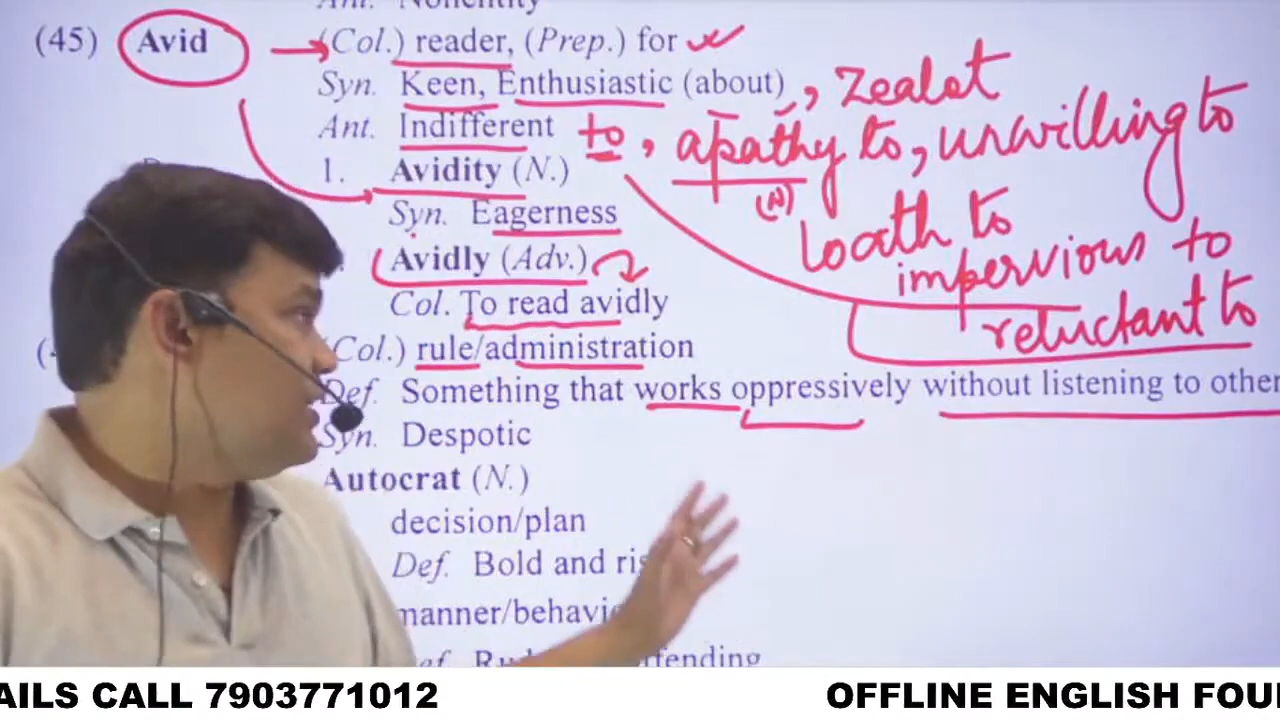 Ant. Nonentity
(45) Avid (Col.) reader, (Prep.) for
Syn. Keen, Enthusiastic (about) , Zealot
Ant. Indifferent to , apathy to, unwilling to
(N)
1. Avidity (N.)
Syn. Eagerness
loath to
Avidly (Adv.)
impervious to
Col. To read avidly
reluctant to
(Col.) rule/administration
Def. Something that works oppressively without listening to other
Syn. Despotic
Autocrat (N.)
decision/plan
Def. Bold and
manner/
AILS CALL 7903771012
OFFLINE ENGLISH FOU